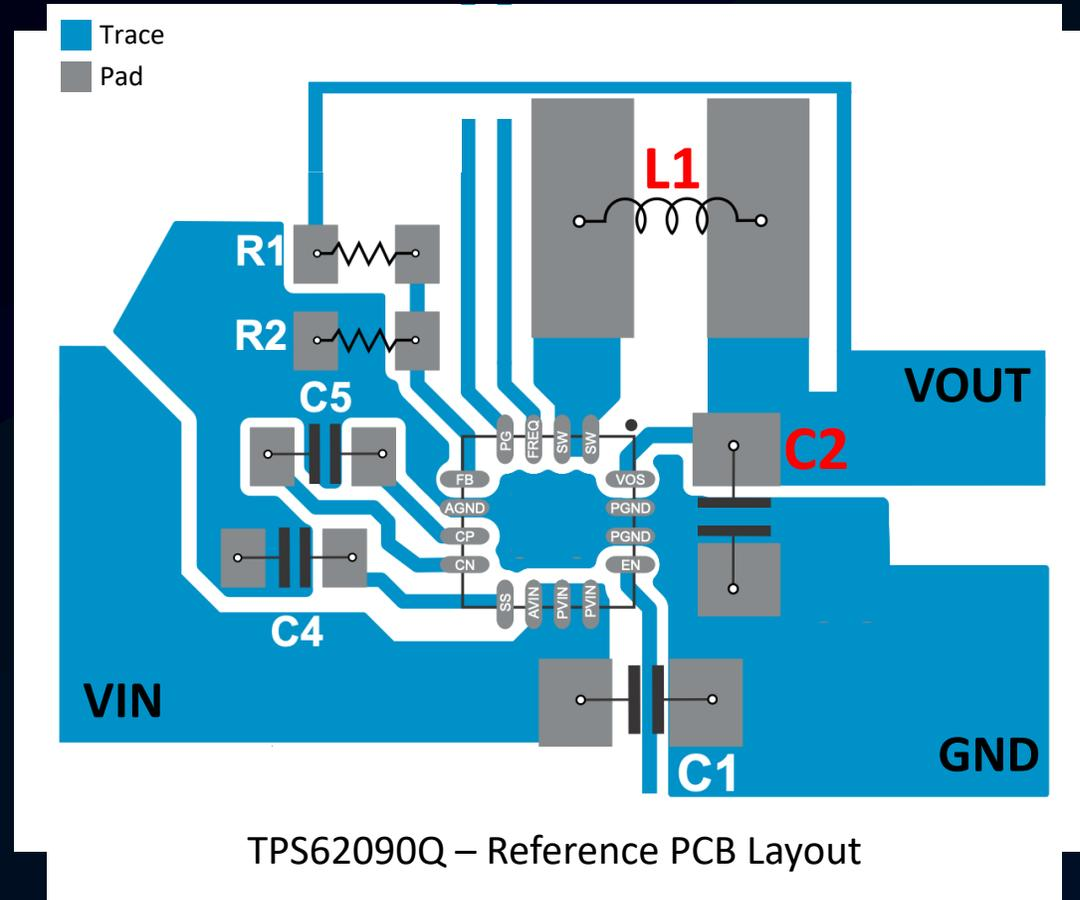 Trace
Pad
L1
R1
R2
C5
VOUT
C2
PG
FREQ
SW
SW
FB
VOS
AGND
PGND
CP
PGND
CN
EN
SS
AVIN
PVIN
PVIN
C4
VIN
C1
GND
TPS62090Q – Reference PCB Layout